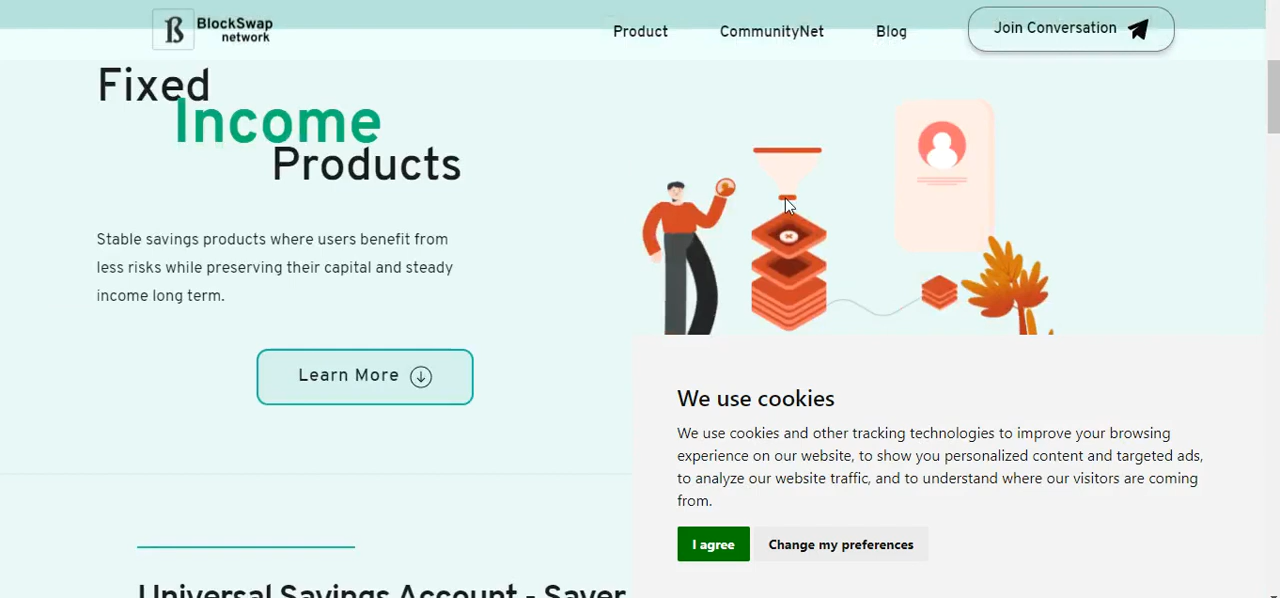 BlockSwap
network
Product
CommunityNet
Blog
Join Conversation
Fixed
Income
Products
Stable savings products where users benefit from
less risks while preserving their capital and steady
income long term.
Learn More
We use cookies
We use cookies and other tracking technologies to improve your browsing
experience on our website, to show you personalized content and targeted ads,
to analyze our website traffic, and to understand where our visitors are coming
from.
I agree
Change my preferences
Universal Savings Account - Saver